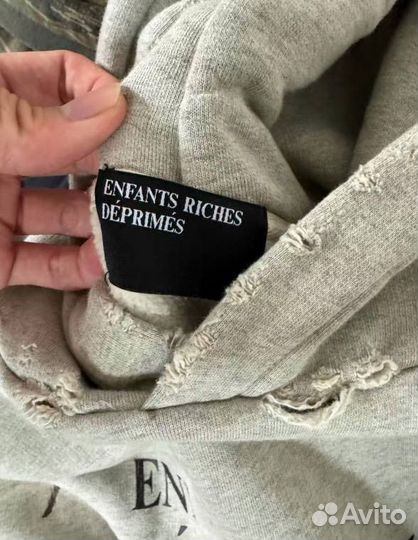 ENFANTS RICHES
DÉPRIMÉS
EN
Avito